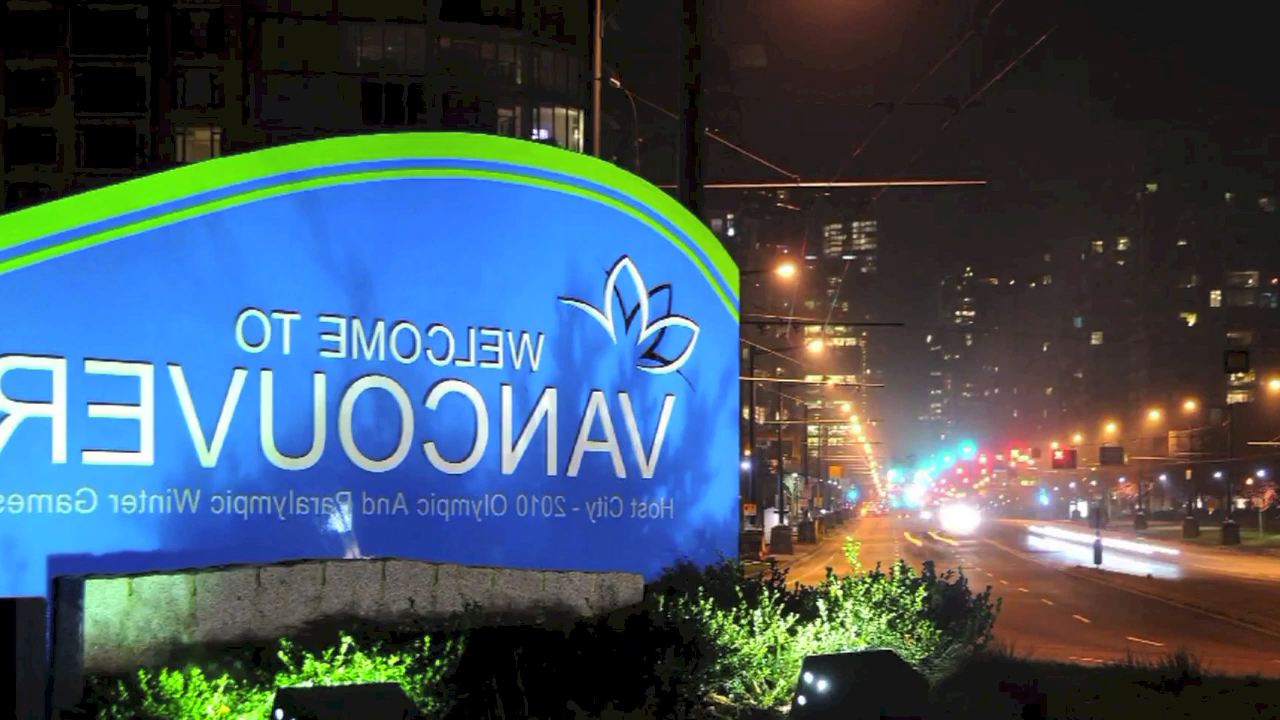 WELCOME TO
VANCOUVER
Host City - 2010 Olympic And Paralympic Winter Games